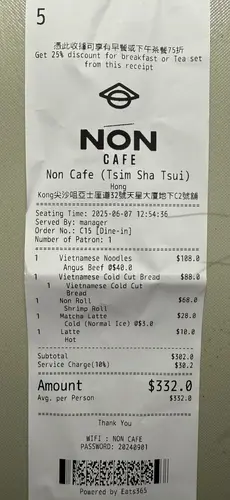 5
憑此收據可享有早餐或下午茶餐75折
Get 25% discount for breakfast or Tea set
from this receipt
NON
CAFE
Non Cafe (Tsim Sha Tsui)
Hong
Kong尖沙咀亞士厘道32號天星大廈地下C2號舖
Seating Time: 2025-06-07 12:54:36
Served By: manager
Order No.: C15 [Dine-in]
Number of Patron: 1
1 Vietnamese Noodles $108.0
Angus Beef @$40.0
1 Vietnamese Cold Cut Bread $88.0
1 Vietnamese Cold Cut
Bread
1 Non Roll $68.0
Shrimp Roll
1 Matcha Latte $28.0
Cold (Normal Ice) @$3.0
1 Latte $10.0
Hot
Subtotal $302.0
Service Charge(10%) $30.2
Amount $332.0
Avg. per Person $332.0
Thank You
WIFI : NON CAFE
PASSWORD: 20240901
Powered by Eats365